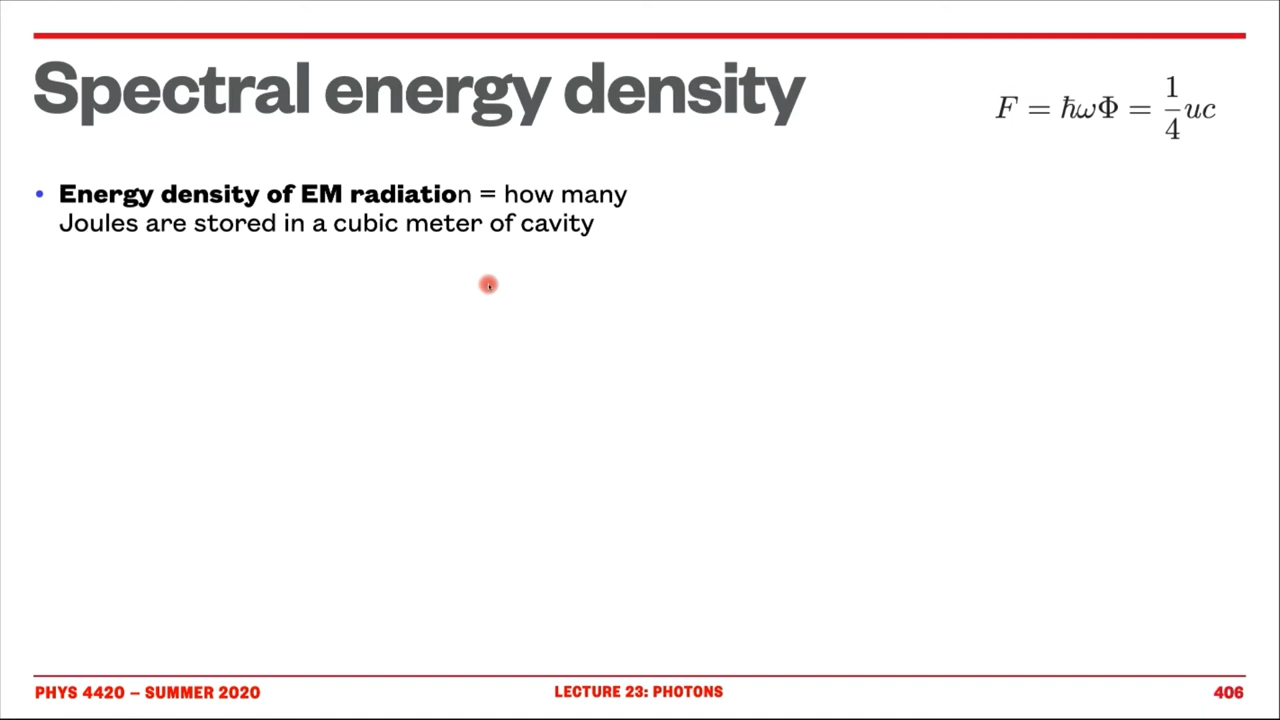 Spectral energy density
F = ℏωΦ = 1/4 uc
• Energy density of EM radiation = how many
Joules are stored in a cubic meter of cavity
PHYS 4420 – SUMMER 2020
LECTURE 23: PHOTONS
406